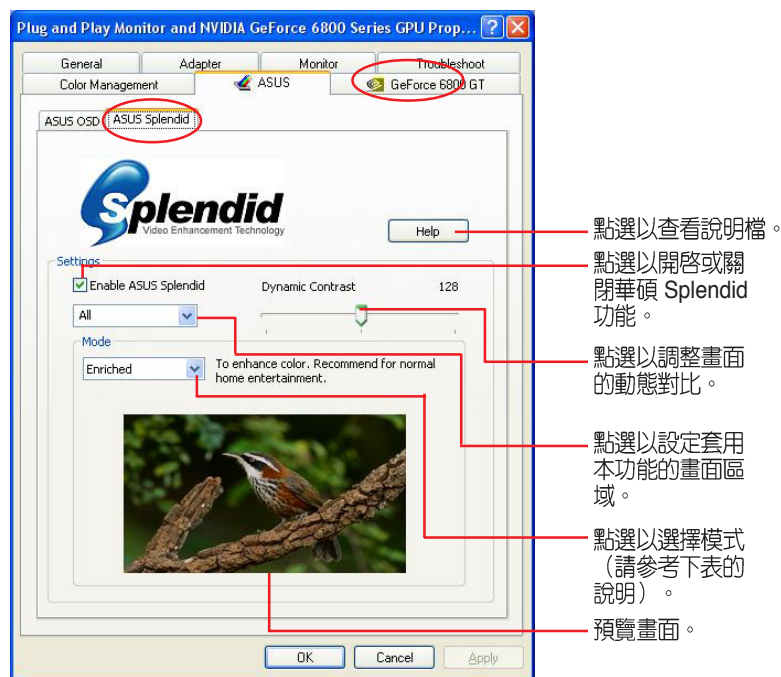 Plug and Play Monitor and NVIDIA GeForce 6800 Series GPU Prop...
General Adapter Monitor Troubleshoot
Color Management ASUS GeForce 6800 GT
ASUS OSD ASUS Splendid
Splendid
Video Enhancement Technology
Help
Settings
Enable ASUS Splendid Dynamic Contrast 128
All
Mode
Enriched
To enhance color. Recommend for normal
home entertainment.
OK Cancel Apply
點選以查看說明檔。
點選以開啓或關
閉華碩 Splendid
功能。
點選以調整畫面
的動態對比。
點選以設定套用
本功能的畫面區
域。
點選以選擇模式
（請參考下表的
說明）。
預覽畫面。